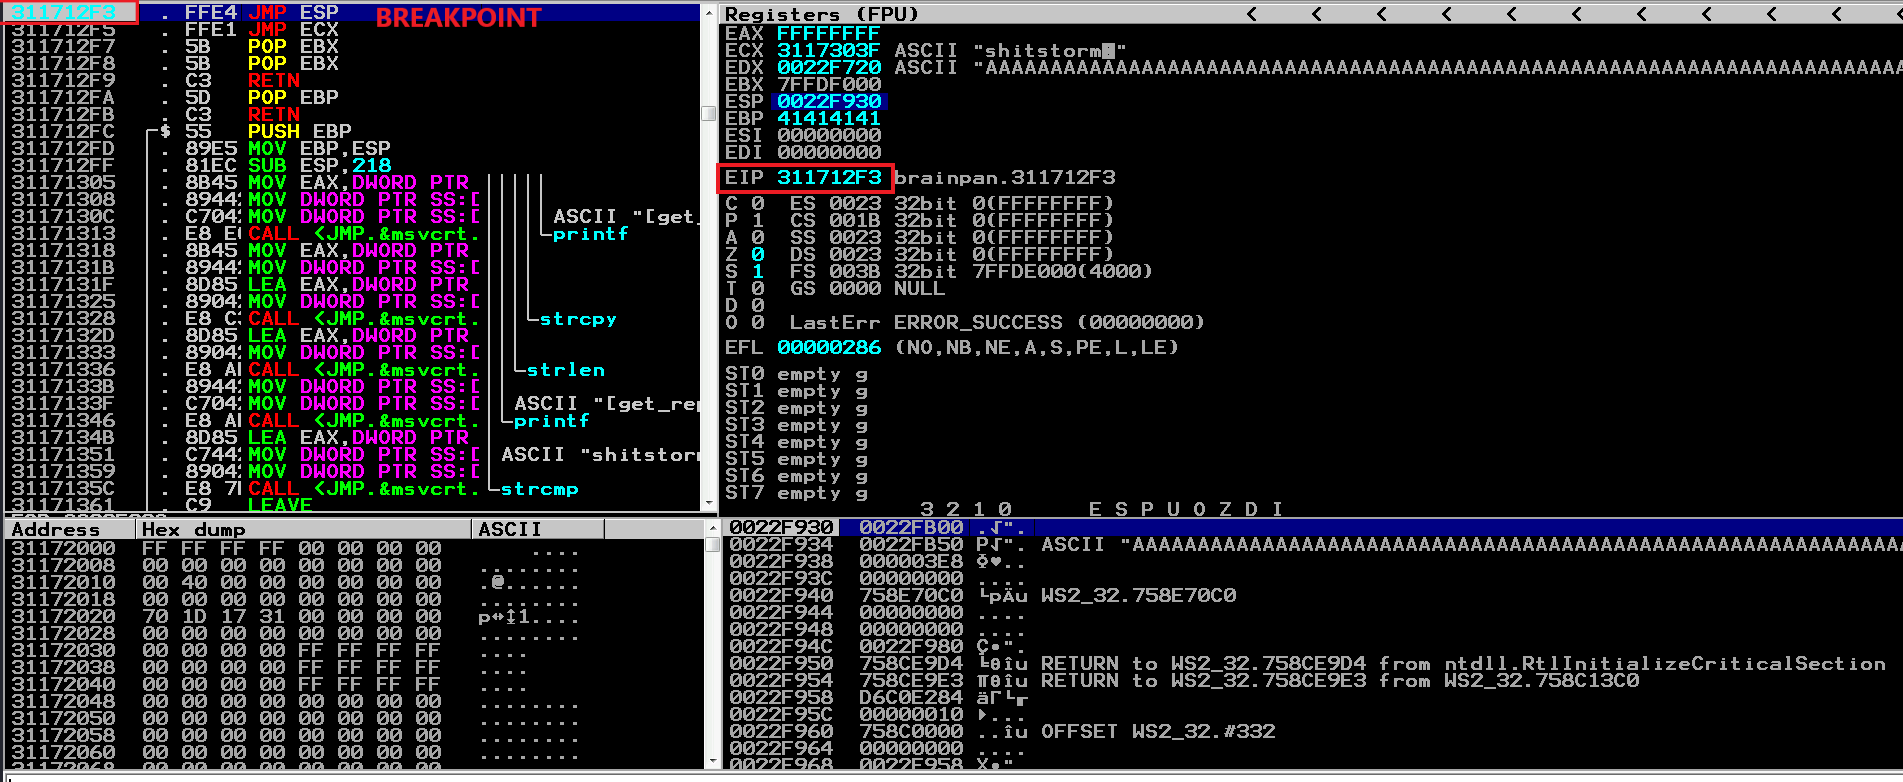 311712F3 . FFE4 JMP ESP BREAKPOINT
311712F5 . FFE1 JMP ECX
311712F7 . 5B POP EBX
311712F8 . 5B POP EBX
311712F9 . C3 RETN
311712FA . 5D POP EBP
311712FB . C3 RETN
311712FC $ 55 PUSH EBP
311712FD . 89E5 MOV EBP,ESP
311712FF . 81EC SUB ESP,218
31171305 . 8B45 MOV EAX,DWORD PTR
31171308 . 8944 MOV DWORD PTR SS:[
3117130C . C704 MOV DWORD PTR SS:[ ASCII "[get_
31171313 . E8 E CALL <JMP.&msvcrt. printf
31171318 . 8B45 MOV EAX,DWORD PTR
3117131B . 8944 MOV DWORD PTR SS:[
3117131F . 8D85 LEA EAX,DWORD PTR
31171325 . 8904 MOV DWORD PTR SS:[
31171328 . E8 C CALL <JMP.&msvcrt. strcpy
3117132D . 8D85 LEA EAX,DWORD PTR
31171333 . 8904 MOV DWORD PTR SS:[
31171336 . E8 A CALL <JMP.&msvcrt. strlen
3117133B . 8944 MOV DWORD PTR SS:[
3117133F . C704 MOV DWORD PTR SS:[ ASCII "[get_rep
31171346 . E8 A CALL <JMP.&msvcrt. printf
3117134B . 8D85 LEA EAX,DWORD PTR
31171351 . C744 MOV DWORD PTR SS:[ ASCII "shitstorm
31171359 . 8904 MOV DWORD PTR SS:[
3117135C . E8 7 CALL <JMP.&msvcrt. strcmp
31171361 . C9 LEAVE
Registers (FPU) < < < < < < < < < <
EAX FFFFFFFF
ECX 3117303F ASCII "shitstorm"
EDX 0022F720 ASCII "AAAAAAAAAAAAAAAAAAAAAAAAAAAAAAAAAAAAAAAAAAAAAAAAAAAAAAAAAAAAAAAAAAAAAA
EBX 7FFDF000
ESP 0022F930
EBP 41414141
ESI 00000000
EDI 00000000
EIP 311712F3 brainpan.311712F3
C 0 ES 0023 32bit 0(FFFFFFFF)
P 1 CS 001B 32bit 0(FFFFFFFF)
A 0 SS 0023 32bit 0(FFFFFFFF)
Z 0 DS 0023 32bit 0(FFFFFFFF)
S 1 FS 003B 32bit 7FFDE000(4000)
T 0 GS 0000 NULL
D 0
O 0 LastErr ERROR_SUCCESS (00000000)
EFL 00000286 (NO,NB,NE,A,S,PE,L,LE)
ST0 empty g
ST1 empty g
ST2 empty g
ST3 empty g
ST4 empty g
ST5 empty g
ST6 empty g
ST7 empty g
3 2 1 0 E S P U O Z D I
Address Hex dump ASCII
31172000 FF FF FF FF 00 00 00 00 ....
31172008 00 00 00 00 00 00 00 00 ........
31172010 00 40 00 00 00 00 00 00 .@......
31172018 00 00 00 00 00 00 00 00 ........
31172020 70 1D 17 31 00 00 00 00 p↔↨1....
31172028 00 00 00 00 00 00 00 00 ........
31172030 00 00 00 00 FF FF FF FF ....
31172038 00 00 00 00 FF FF FF FF ....
31172040 00 00 00 00 FF FF FF FF ....
31172048 00 00 00 00 00 00 00 00 ........
31172050 00 00 00 00 00 00 00 00 ........
31172058 00 00 00 00 00 00 00 00 ........
31172060 00 00 00 00 00 00 00 00 ........
31172068 00 00 00 00 00 00 00 00 ........
0022F930 0022FB00 .√".
0022F934 0022FB50 P√". ASCII "AAAAAAAAAAAAAAAAAAAAAAAAAAAAAAAAAAAAAAAAAAAAAAAAAAAAAAAAAAA
0022F938 000003E8 Φ♥..
0022F93C 00000000 ....
0022F940 758E70C0 └pÄu WS2_32.758E70C0
0022F944 00000000 ....
0022F948 00000000 ....
0022F94C 0022F980 Ç∙".
0022F950 758CE9D4 ╘Θîu RETURN to WS2_32.758CE9D4 from ntdll.RtlInitializeCriticalSection
0022F954 758CE9E3 πΘîu RETURN to WS2_32.758CE9E3 from WS2_32.758C13C0
0022F958 D6C0E284 äΓ└╓
0022F95C 00000010 ►...
0022F960 758C0000 ..îu OFFSET WS2_32.#332
0022F964 00000000 ....
0022F968 0022F958 X∙".